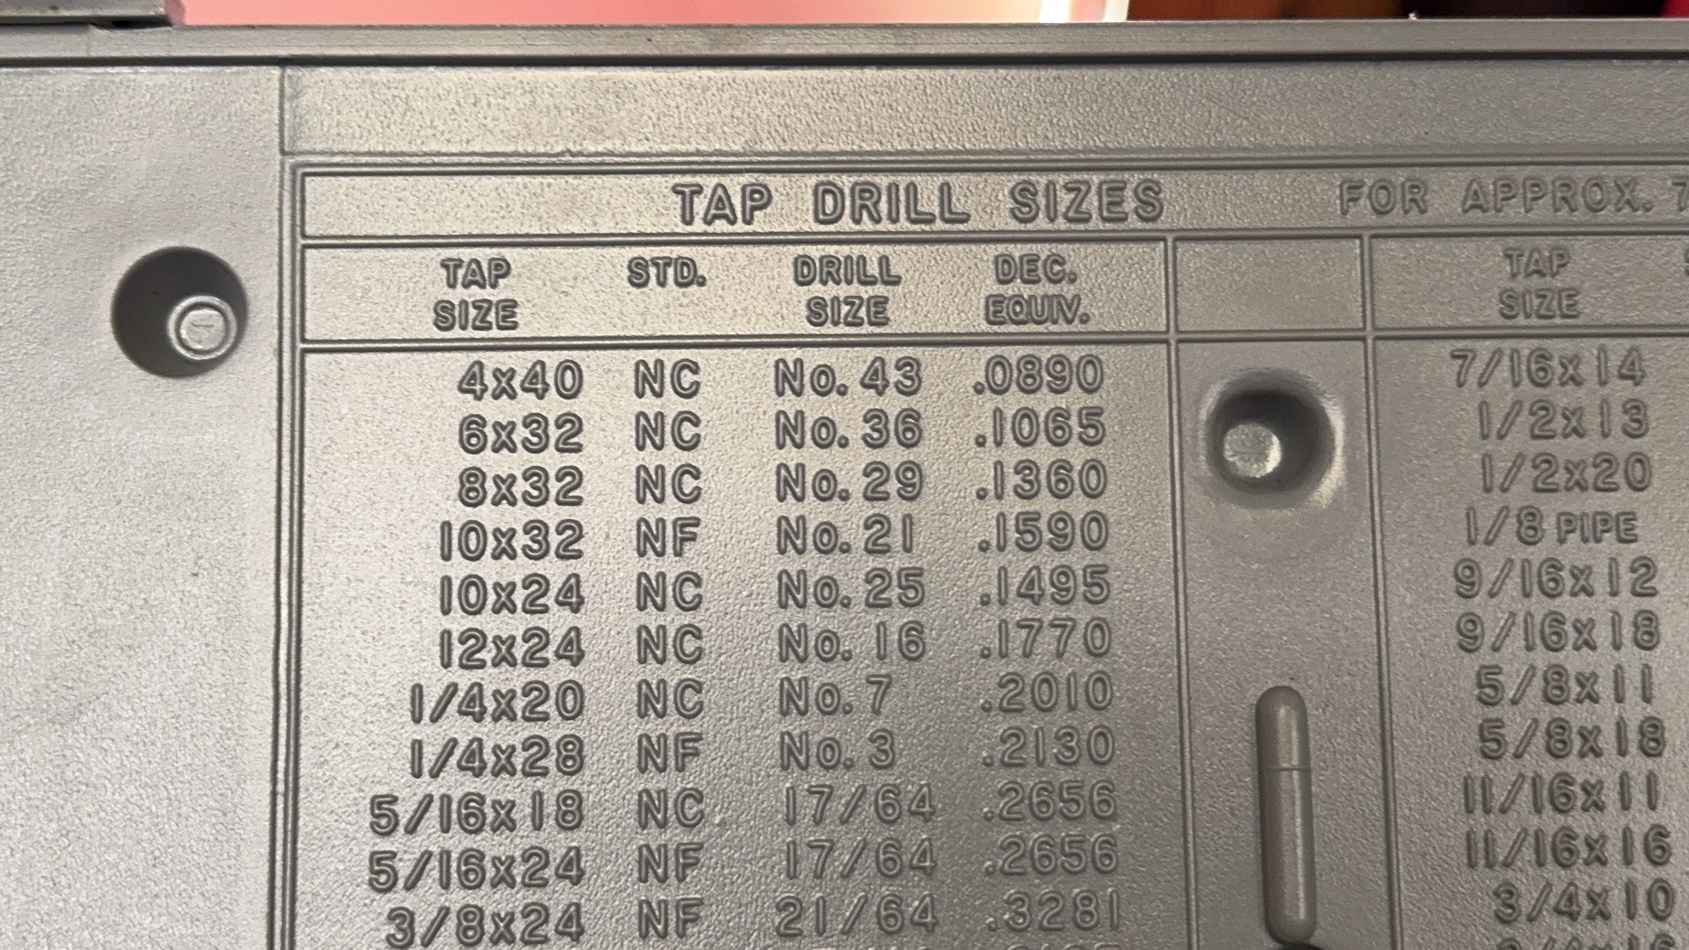 TAP DRILL SIZES FOR APPROX. 7
TAP SIZE STD. DRILL SIZE DEC. EQUIV. TAP SIZE
4x40 NC No. 43 .0890 7/16x14
6x32 NC No. 36 .1065 1/2x13
8x32 NC No. 29 .1360 1/2x20
10x32 NF No. 21 .1590 1/8 PIPE
10x24 NC No. 25 .1495 9/16x12
12x24 NC No. 16 .1770 9/16x18
1/4x20 NC No. 7 .2010 5/8x11
1/4x28 NF No. 3 .2130 5/8x18
5/16x18 NC 17/64 .2656 11/16x11
5/16x24 NF 17/64 .2656 11/16x16
3/8x24 NF 21/64 .3281 3/4x10